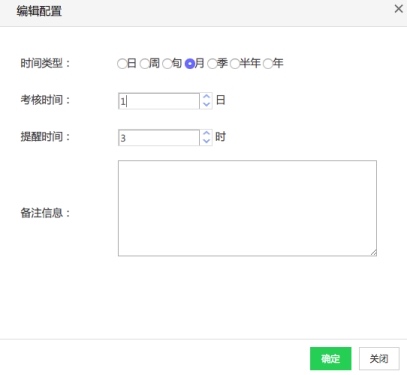 编辑配置
时间类型： 日 周 旬 月 季 半年 年
考核时间： 1 日
提醒时间： 3 时
备注信息：
确定 关闭